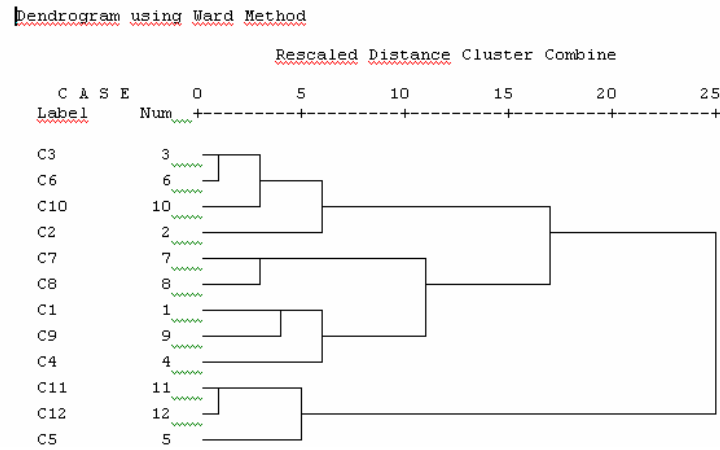 Dendrogram using Ward Method
Rescaled Distance Cluster Combine
C A S E 0 5 10 15 20 25
Label Num +---------+---------+---------+---------+---------+
C3 3
C6 6
C10 10
C2 2
C7 7
C8 8
C1 1
C9 9
C4 4
C11 11
C12 12
C5 5